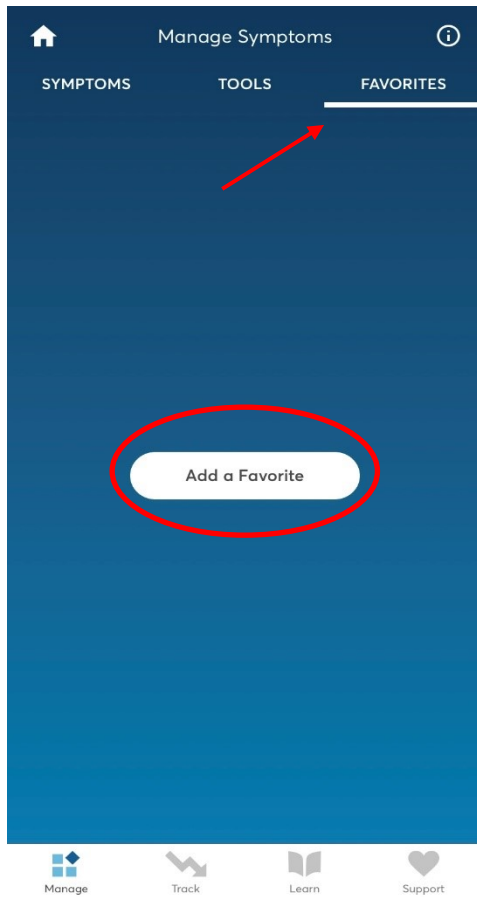 Manage Symptoms
SYMPTOMS TOOLS FAVORITES
Add a Favorite
Manage Track Learn Support